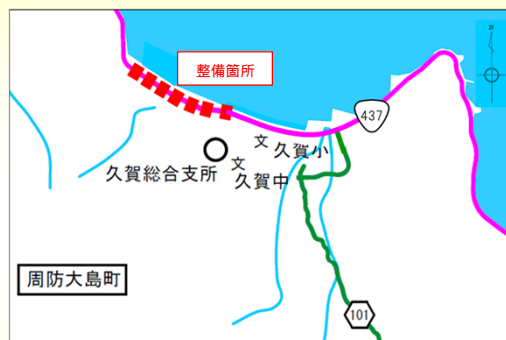 整備箇所
437
文 久賀小
久賀総合支所
文
久賀中
周防大島町
101